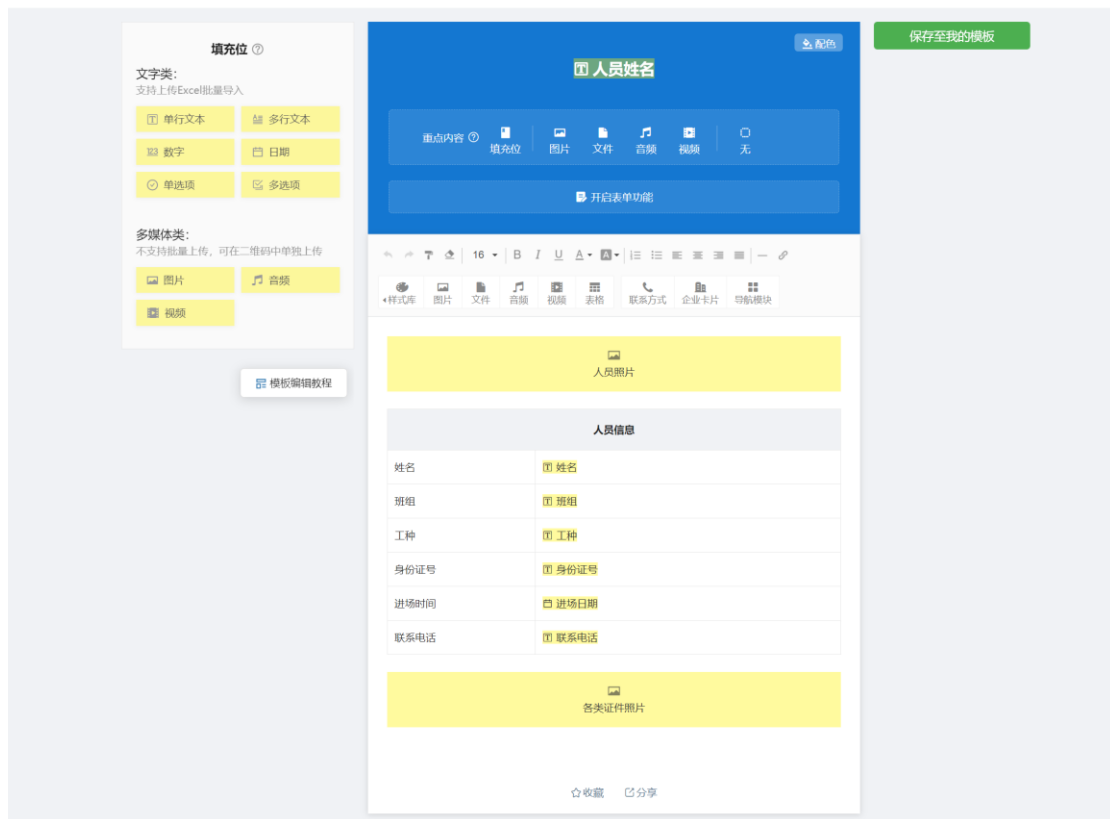 填充位
文字类：
支持上传Excel批量导入
单行文本 多行文本
数字 日期
单选项 多选项
多媒体类：
不支持批量上传，可在二维码中单独上传
图片 音频
视频
模板编辑教程
配色
人员姓名
重点内容 填充位 图片 文件 音频 视频 无
开启表单功能
16 B I U A A
样式库 图片 文件 音频 视频 表格 联系方式 企业卡片 导航模块
人员照片
人员信息
姓名 姓名
班组 班组
工种 工种
身份证号 身份证号
进场时间 进场日期
联系电话 联系电话
各类证件照片
收藏 分享
保存至我的模板